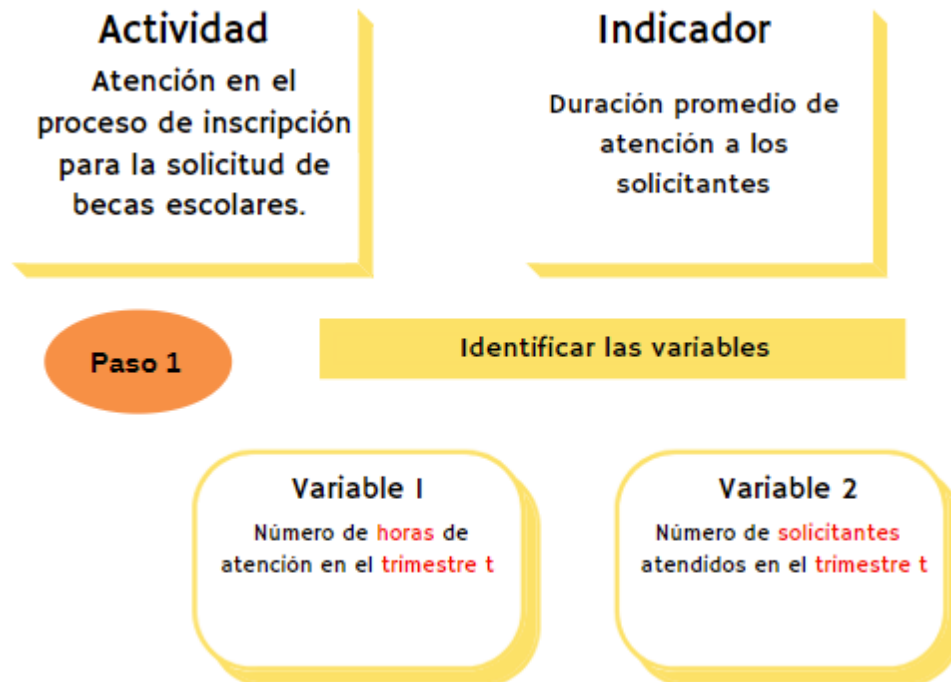 Actividad
Atención en el
proceso de inscripción
para la solicitud de
becas escolares.
Indicador
Duración promedio de
atención a los
solicitantes
Paso 1
Identificar las variables
Variable 1
Número de horas de
atención en el trimestre t
Variable 2
Número de solicitantes
atendidos en el trimestre t